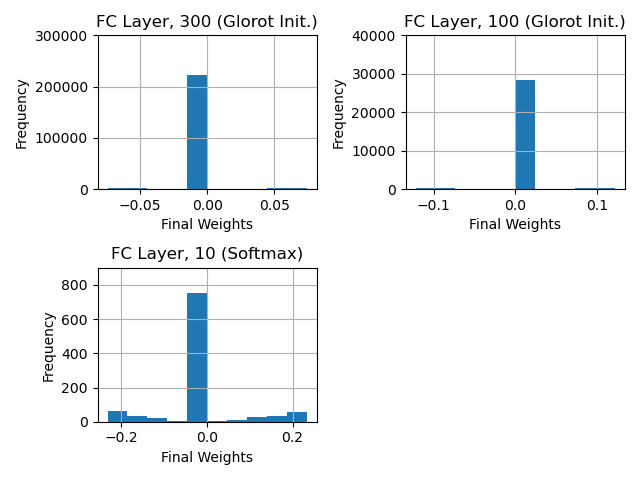 FC Layer, 300 (Glorot Init.)
300000
200000
100000
0
Frequency
−0.05 0.00 0.05
Final Weights
FC Layer, 100 (Glorot Init.)
40000
30000
20000
10000
0
Frequency
−0.1 0.0 0.1
Final Weights
FC Layer, 10 (Softmax)
800
600
400
200
0
Frequency
−0.2 0.0 0.2
Final Weights